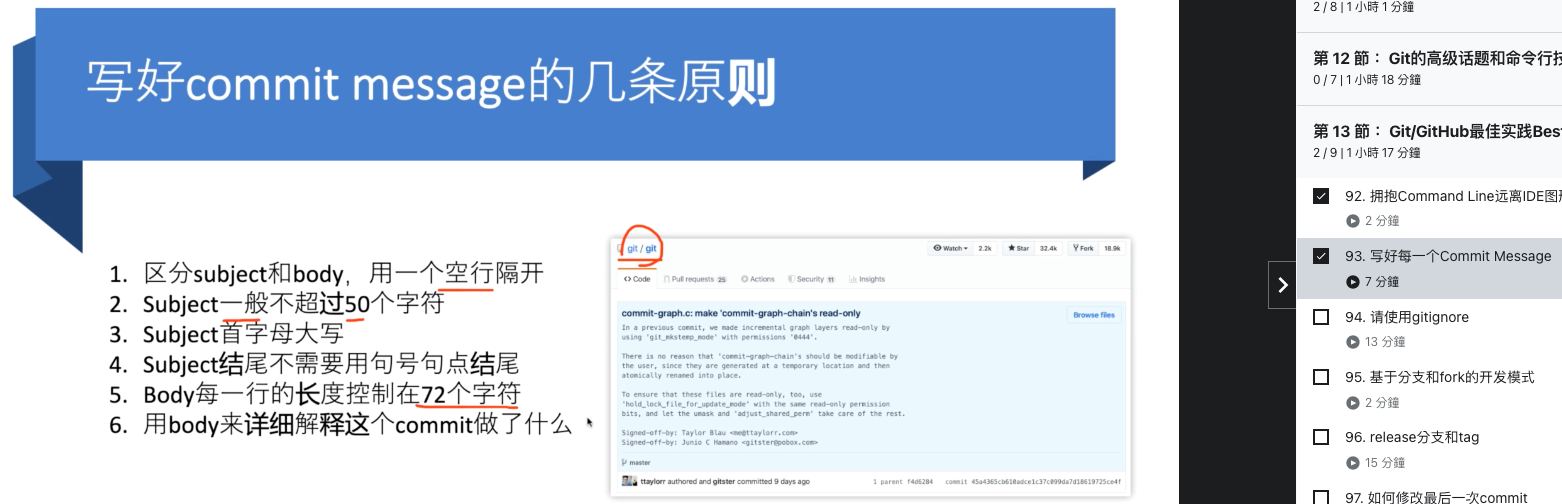 写好commit message的几条原则
1. 区分subject和body，用一个空行隔开
2. Subject一般不超过50个字符
3. Subject首字母大写
4. Subject结尾不需要用句号句点结尾
5. Body每一行的长度控制在72个字符
6. 用body来详细解释这个commit做了什么
git / git
Watch 2.2k Star 32.4k Fork 18.9k
Code Pull requests 25 Actions Security 11 Insights
commit-graph.c: make 'commit-graph-chain's read-only
Browse files
In a previous commit, we made incremental graph layers read-only by
using 'git_mkstemp_mode' with permissions '0444'.
There is no reason that 'commit-graph-chain's should be modifiable by
the user, since they are generated at a temporary location and then
atomically renamed into place.
To ensure that these files are read-only, too, use
'hold_lock_file_for_update_mode' with the same read-only permission
bits, and let the umask and 'adjust_shared_perm' take care of the rest.
Signed-off-by: Taylor Blau <me@ttaylorr.com>
Signed-off-by: Junio C Hamano <gitster@pobox.com>
master
ttaylorr authored and gitster committed 9 days ago
1 parent f4d6284 commit 45a4365cb610adce1c37c099da7d18619725ce4f
2 / 8 | 1 小時 1 分鐘
第 12 節： Git的高级话题和命令行技
0 / 7 | 1 小時 18 分鐘
第 13 節： Git/GitHub最佳实践Bes
2 / 9 | 1 小時 17 分鐘
92. 拥抱Command Line远离IDE图
2 分鐘
93. 写好每一个Commit Message
7 分鐘
94. 请使用gitignore
13 分鐘
95. 基于分支和fork的开发模式
2 分鐘
96. release分支和tag
15 分鐘
97. 如何修改最后一次commit